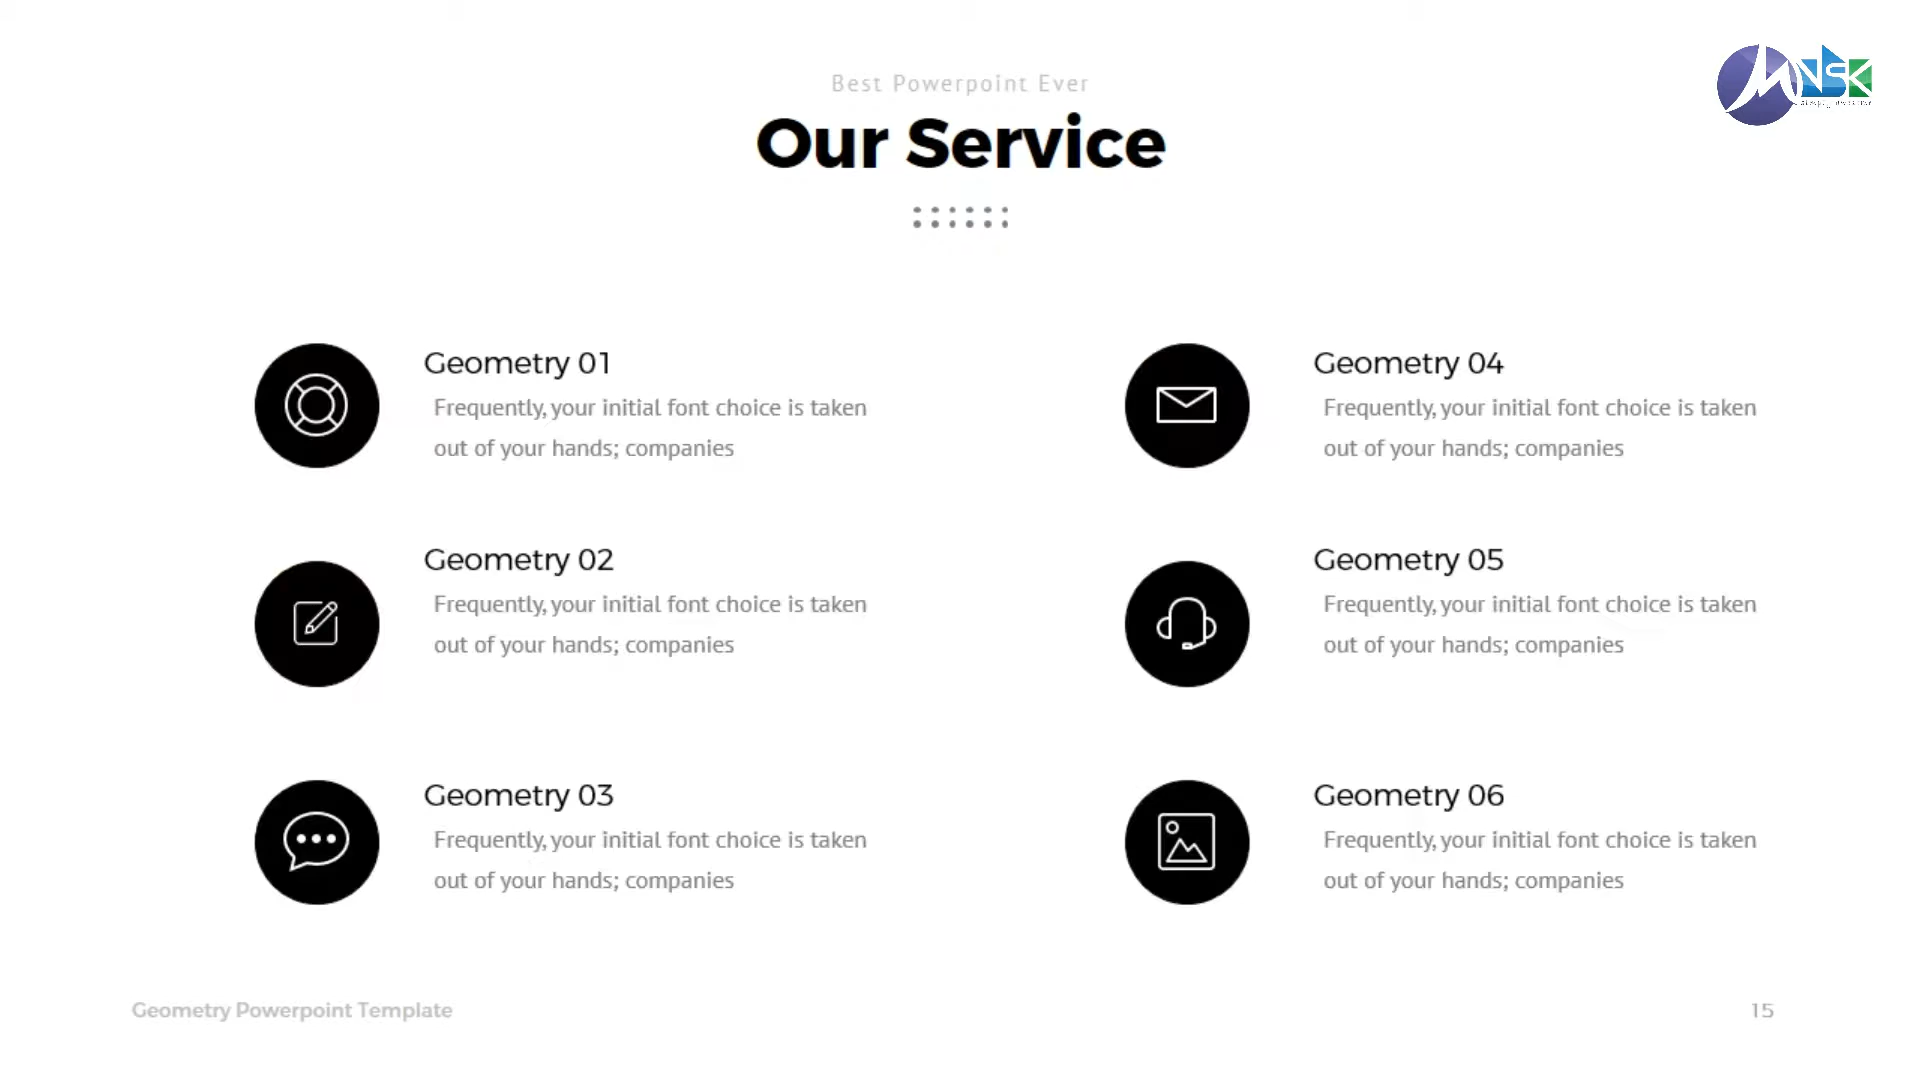 Best Powerpoint Ever
Our Service
MNSK
Geometry 01
Frequently, your initial font choice is taken
out of your hands; companies
Geometry 02
Frequently, your initial font choice is taken
out of your hands; companies
Geometry 03
Frequently, your initial font choice is taken
out of your hands; companies
Geometry 04
Frequently, your initial font choice is taken
out of your hands; companies
Geometry 05
Frequently, your initial font choice is taken
out of your hands; companies
Geometry 06
Frequently, your initial font choice is taken
out of your hands; companies
Geometry Powerpoint Template
15